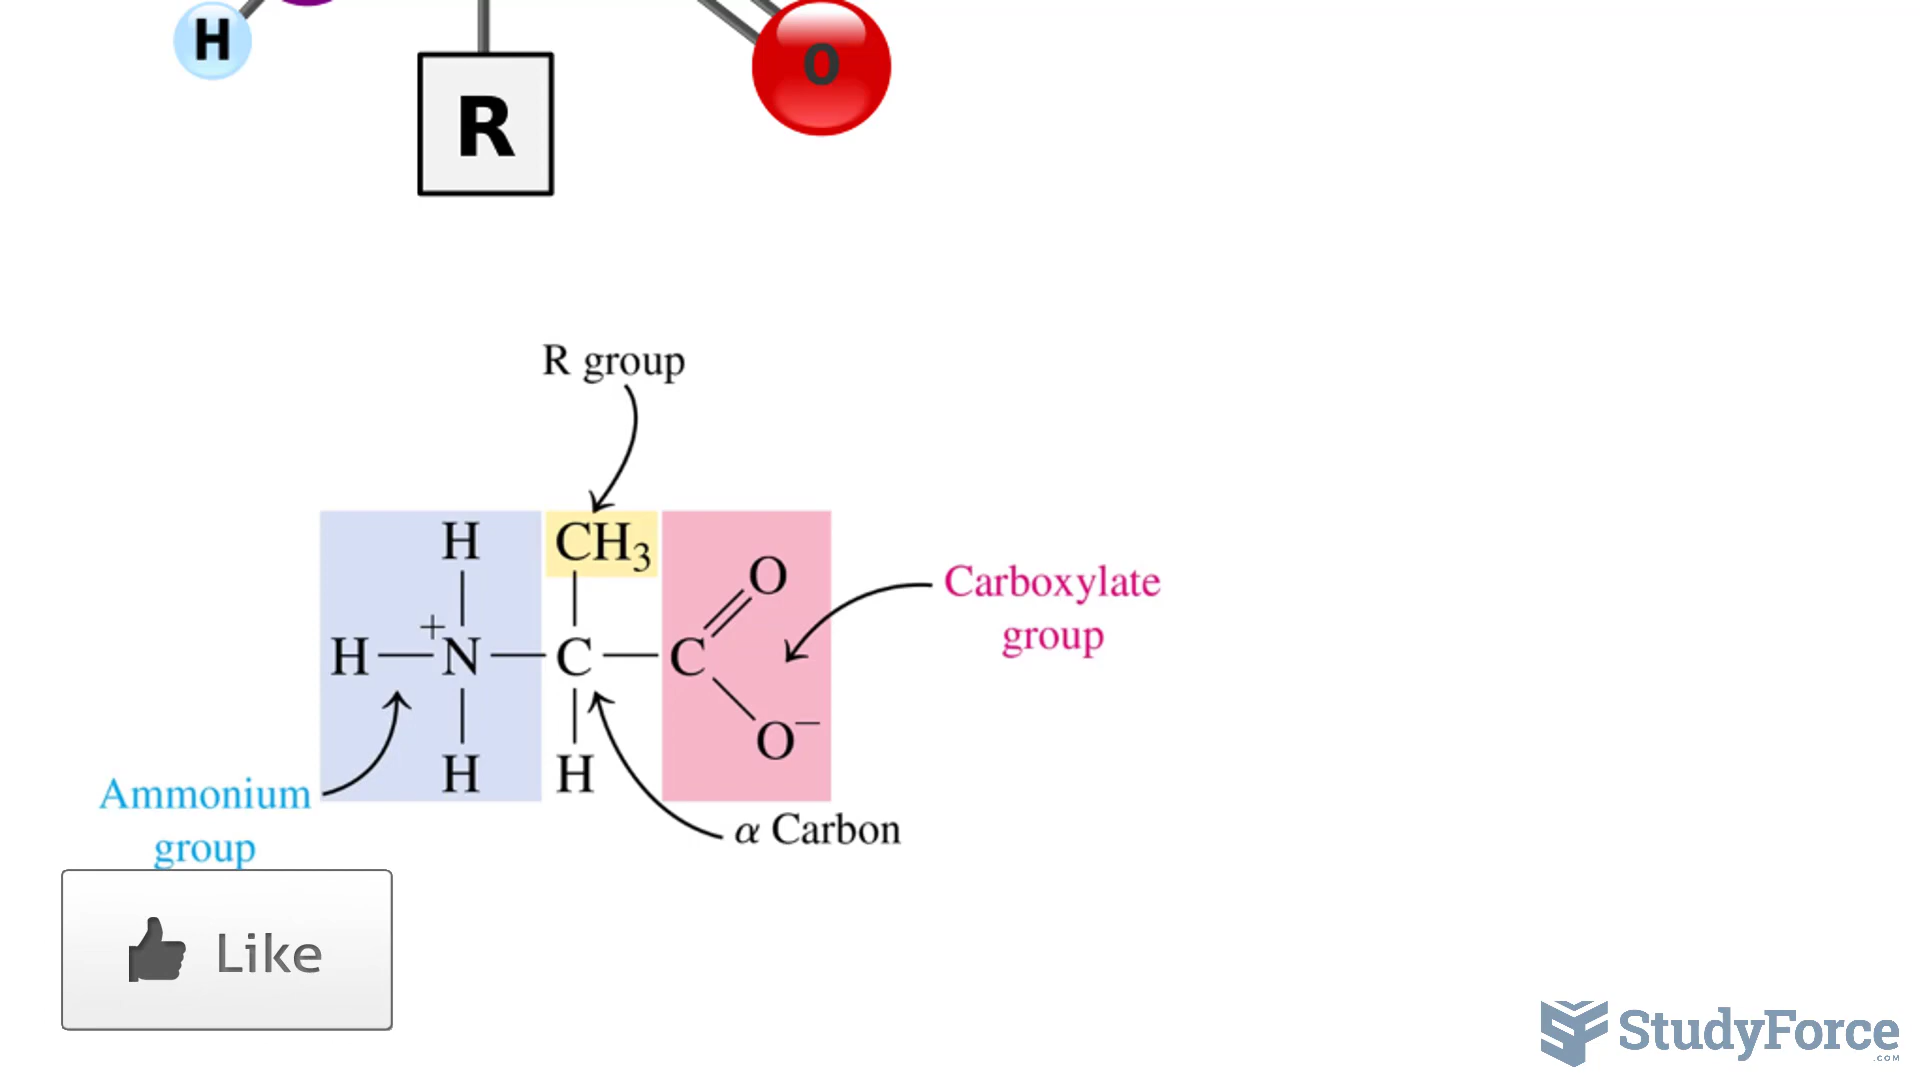 H
O
R
R group
H CH₃ O
Carboxylate
group
H—⁺N—C—C
O⁻
H H
Ammonium
group
α Carbon
Like
StudyForce
.COM